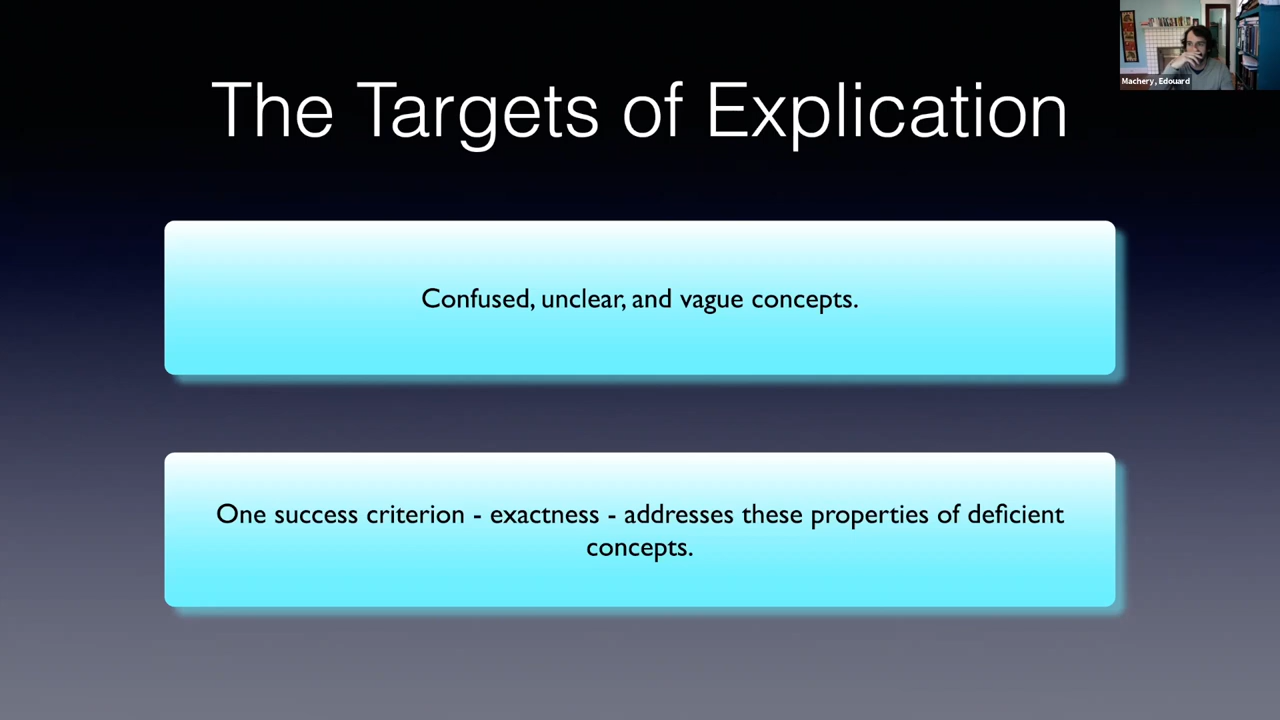 Machery, Edouard
The Targets of Explication
Confused, unclear, and vague concepts.
One success criterion - exactness - addresses these properties of deficient
concepts.